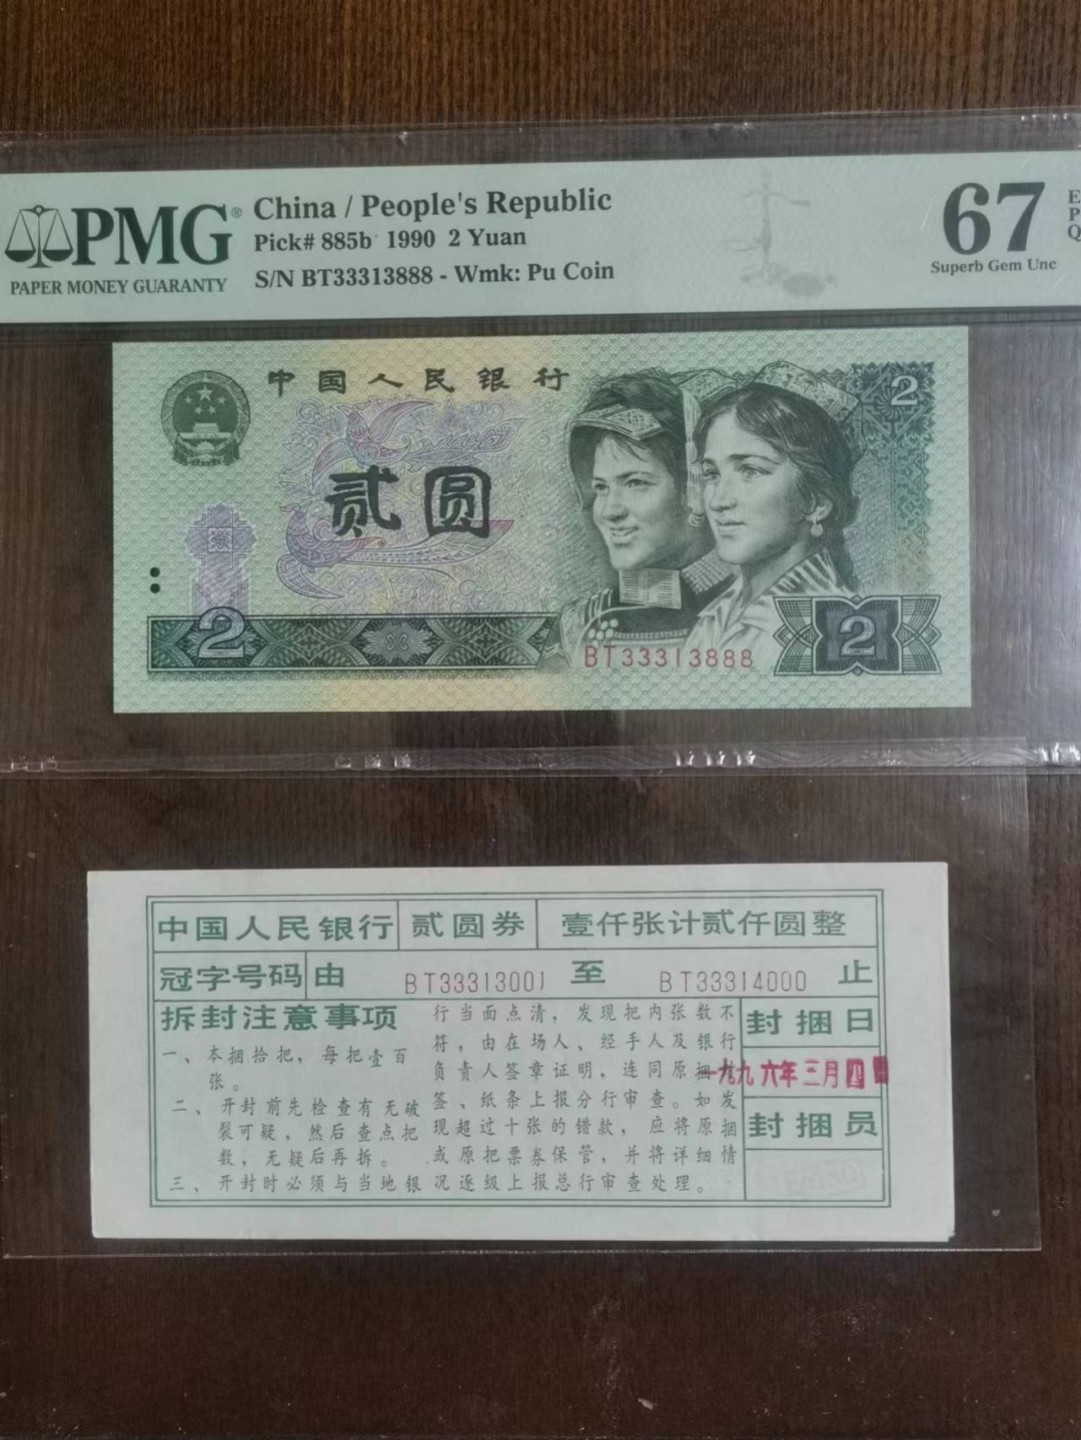 PMG®
PAPER MONEY GUARANTY
China / People's Republic
Pick# 885b 1990 2 Yuan
S/N BT33313888 - Wmk: Pu Coin
67
Superb Gem Unc
E
P
Q
中国人民银行
2
贰圆
2
2
BT33313888
中国人民银行 贰圆券 壹仟张计贰仟圆整
冠字号码 由 BT33313001 至 BT33314000 止
拆封注意事项
一、本捆拾把，每把壹百
张。
二、开封前先检查有无破
裂可疑，然后查点把
数，无疑后再拆。
三、开封时必须与当地银
行当面点清，发现把内张数不
符，由在场人、经手人及银行
负责人签章证明，连同原捆封
签、纸条上报分行审查。如发
现超过十张的错款，应将原捆
或原把票券保管，并将详细情
况逐级上报总行审查处理。
封捆日
一九九六年三月四
封捆员